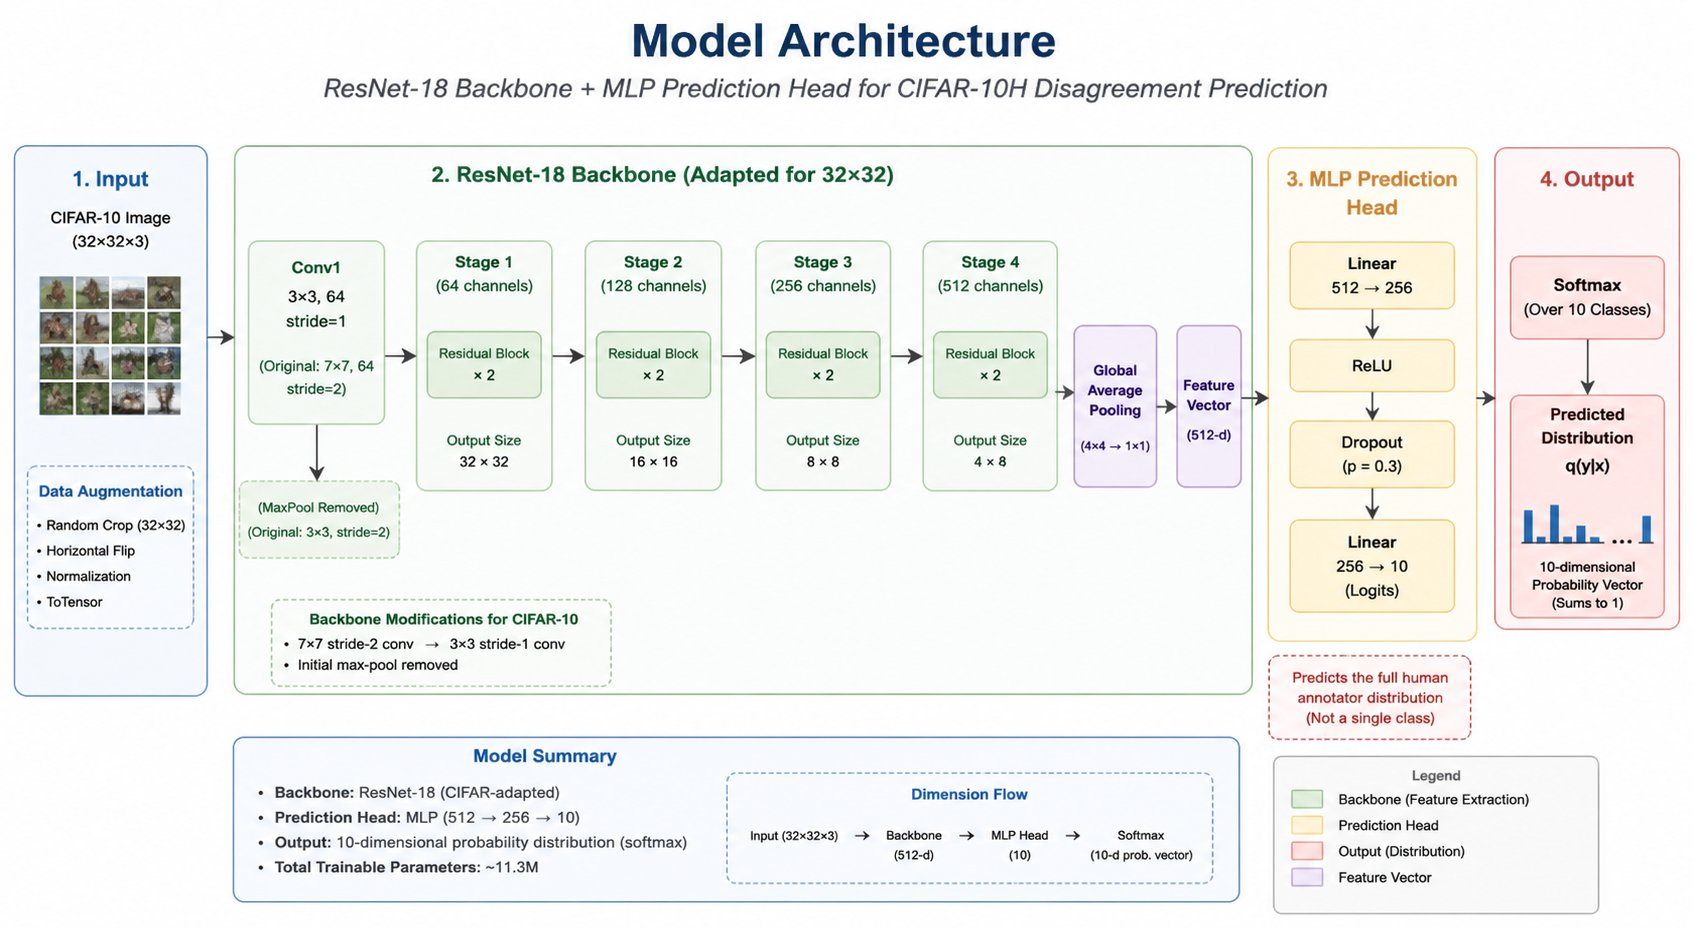 Model Architecture
ResNet-18 Backbone + MLP Prediction Head for CIFAR-10H Disagreement Prediction
1. Input
CIFAR-10 Image
(32×32×3)
Data Augmentation
• Random Crop (32×32)
• Horizontal Flip
• Normalization
• ToTensor
2. ResNet-18 Backbone (Adapted for 32×32)
Conv1
3×3, 64
stride=1
(Original: 7×7, 64
stride=2)
(MaxPool Removed)
(Original: 3×3, stride=2)
Stage 1
(64 channels)
Residual Block
× 2
Output Size
32 × 32
Stage 2
(128 channels)
Residual Block
× 2
Output Size
16 × 16
Stage 3
(256 channels)
Residual Block
× 2
Output Size
8 × 8
Stage 4
(512 channels)
Residual Block
× 2
Output Size
4 × 8
Global
Average
Pooling
(4×4 → 1×1)
Feature
Vector
(512-d)
Backbone Modifications for CIFAR-10
• 7×7 stride-2 conv → 3×3 stride-1 conv
• Initial max-pool removed
3. MLP Prediction
Head
Linear
512 → 256
ReLU
Dropout
(p = 0.3)
Linear
256 → 10
(Logits)
4. Output
Softmax
(Over 10 Classes)
Predicted
Distribution
q(y|x)
...
10-dimensional
Probability Vector
(Sums to 1)
Predicts the full human
annotator distribution
(Not a single class)
Model Summary
• Backbone: ResNet-18 (CIFAR-adapted)
• Prediction Head: MLP (512 → 256 → 10)
• Output: 10-dimensional probability distribution (softmax)
• Total Trainable Parameters: ~11.3M
Dimension Flow
Input (32×32×3) → Backbone → MLP Head → Softmax
(512-d) (10) (10-d prob. vector)
Legend
Backbone (Feature Extraction)
Prediction Head
Output (Distribution)
Feature Vector